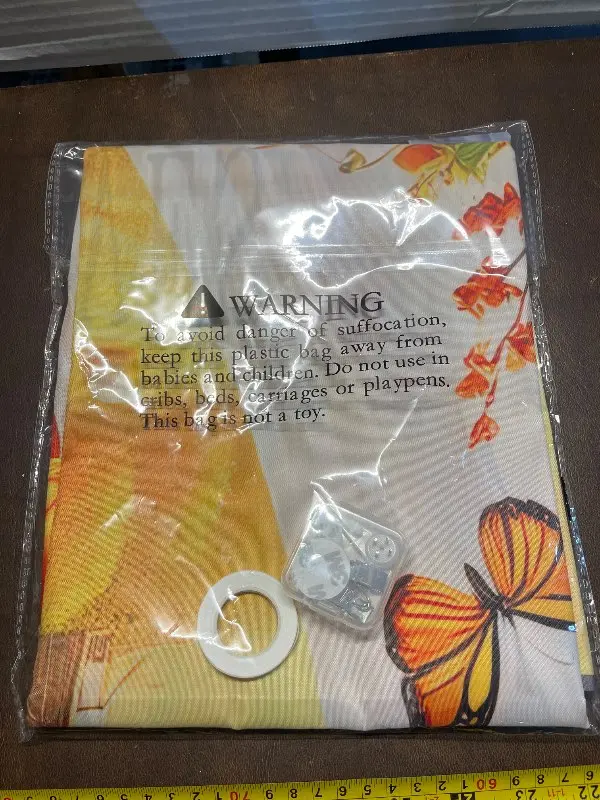 WARNING
To avoid danger of suffocation,
keep this plastic bag away from
babies and children. Do not use in
cribs, beds, carriages or playpens.
This bag is not a toy.